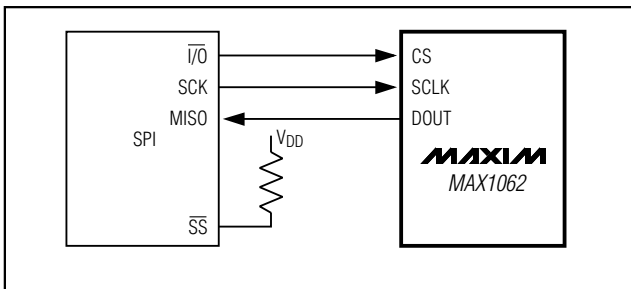 I/O
SCK
MISO
SPI
VDD
SS
CS
SCLK
DOUT
MAXIM
MAX1062